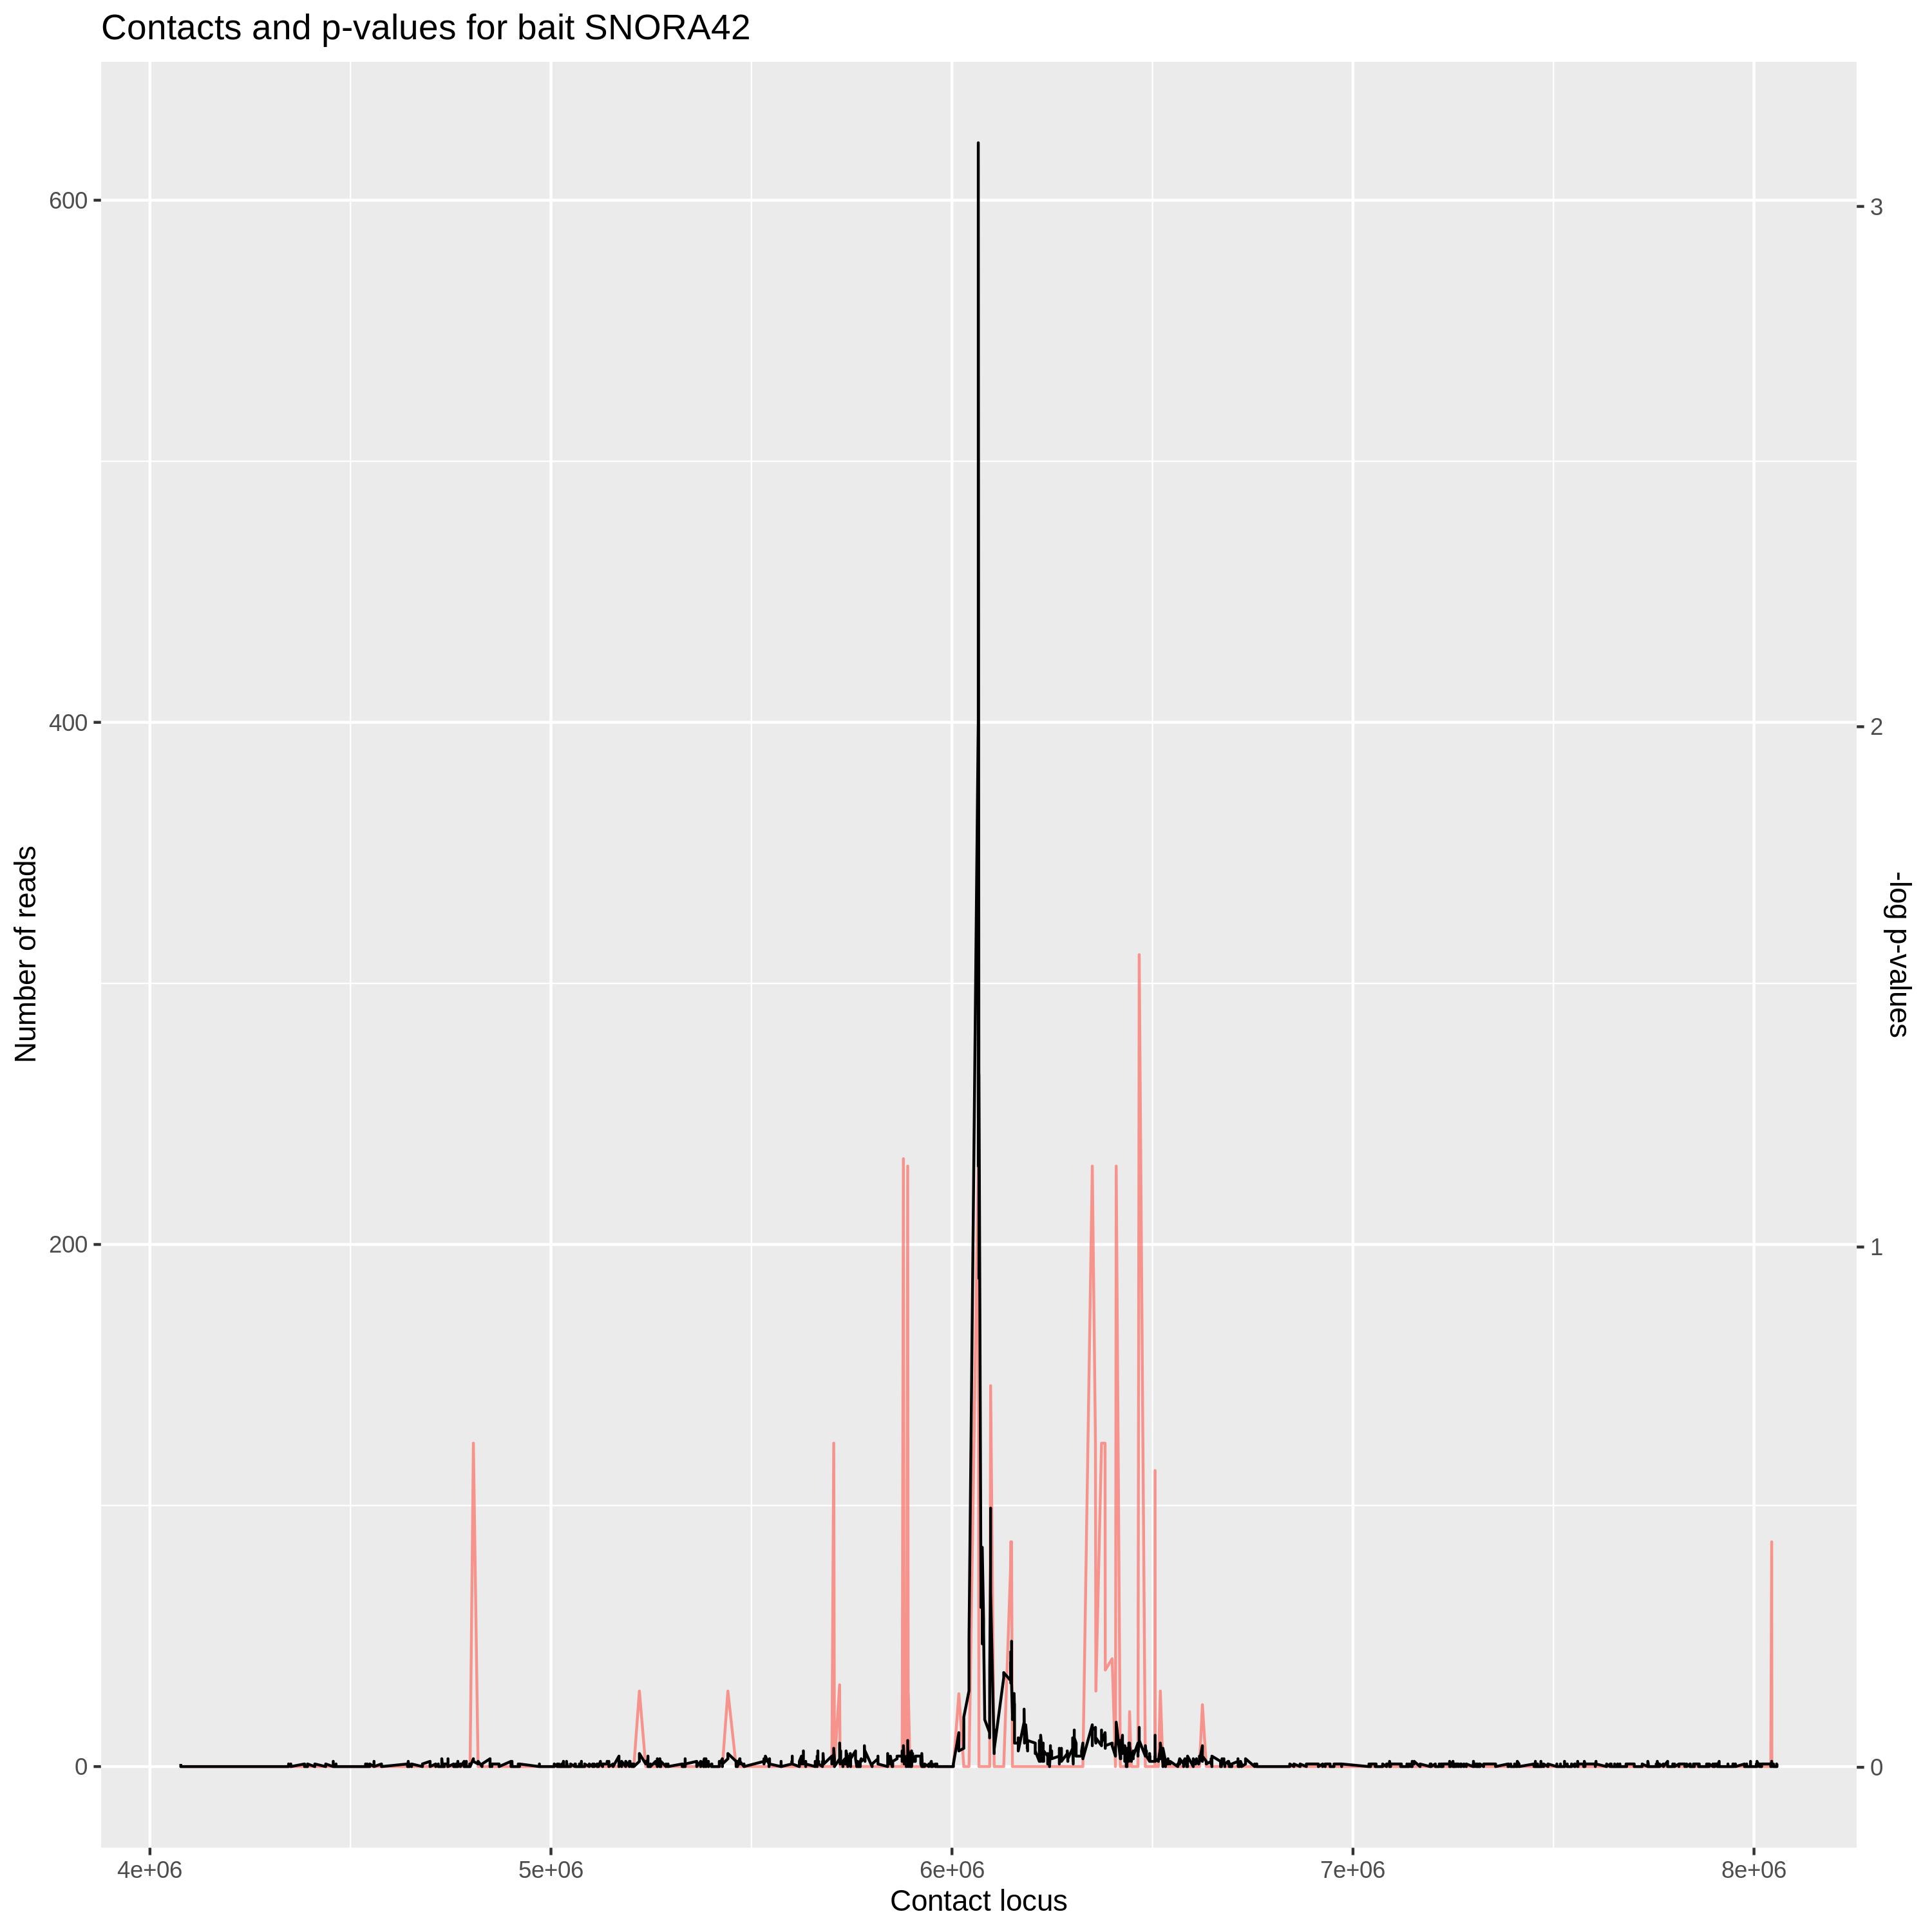 Contacts and p-values for bait SNORA42
600
400
200
0
Number of reads
3
2
1
0
-log p-values
4e+06 5e+06 6e+06 7e+06 8e+06
Contact locus